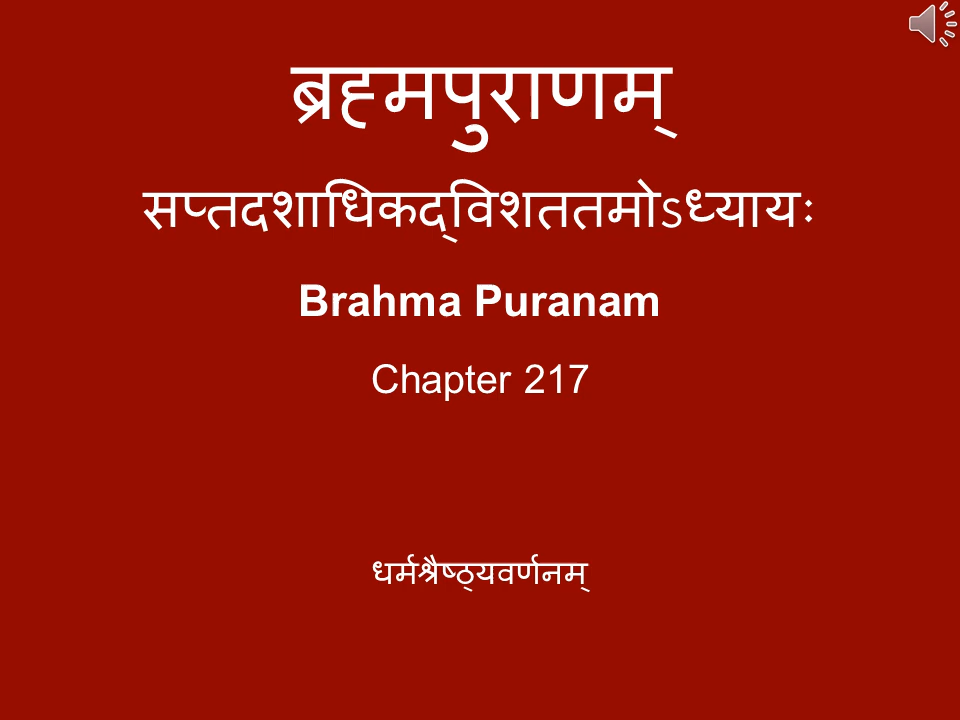 ब्रह्मपुराणम्
सप्तदशाधिकद्विशततमोऽध्यायः
Brahma Puranam
Chapter 217
धर्मश्रैष्ठ्यवर्णनम्